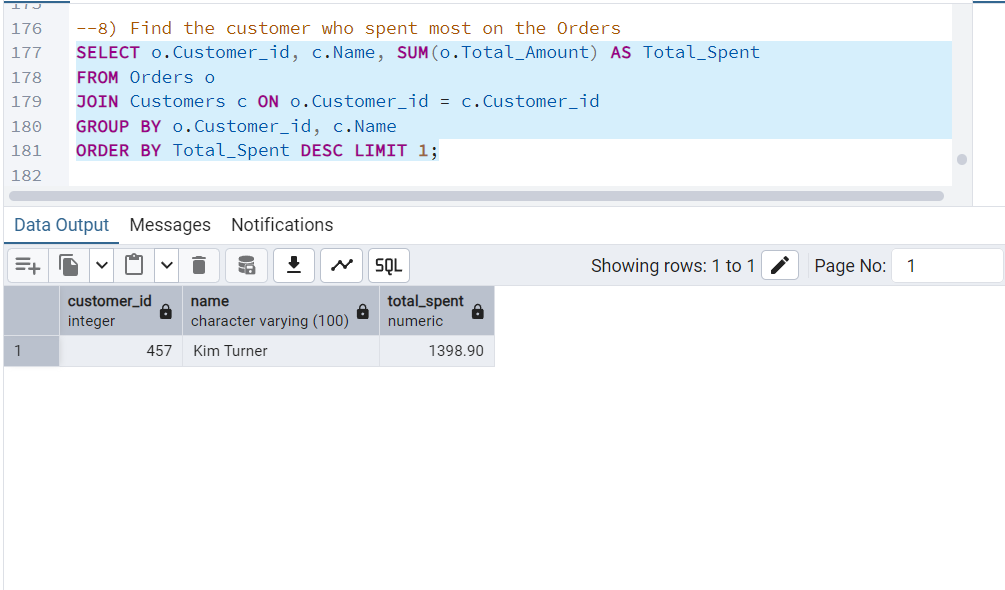 175
176 --8) Find the customer who spent most on the Orders
177 SELECT o.Customer_id, c.Name, SUM(o.Total_Amount) AS Total_Spent
178 FROM Orders o
179 JOIN Customers c ON o.Customer_id = c.Customer_id
180 GROUP BY o.Customer_id, c.Name
181 ORDER BY Total_Spent DESC LIMIT 1;
182
Data Output Messages Notifications
SQL Showing rows: 1 to 1 Page No: 1
customer_id name total_spent
integer character varying (100) numeric
1 457 Kim Turner 1398.90